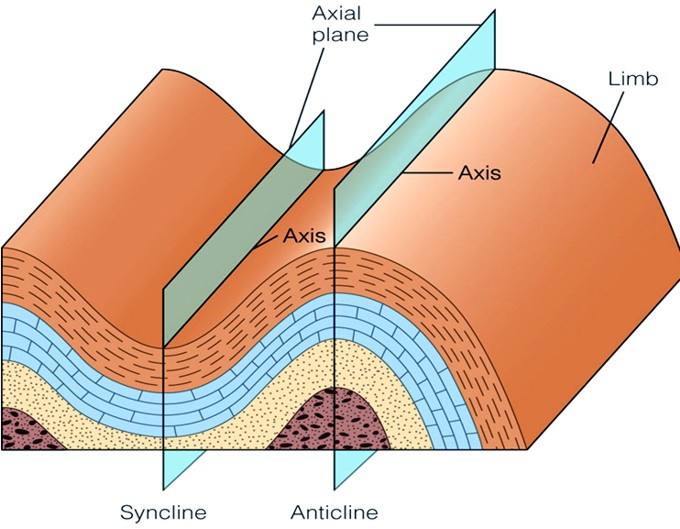 Axial
plane
Limb
Axis
Axis
Syncline
Anticline